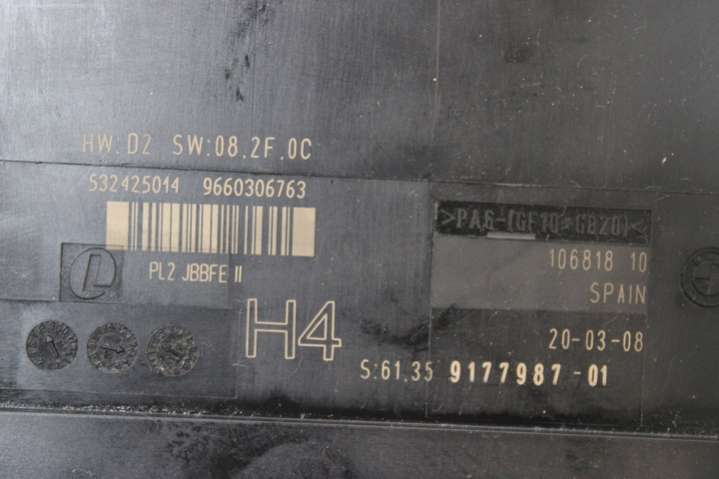 HW:D2 SW:08.2F.0C
532425014 9660306763
>PA6-(GF10+GB20)<
PL2 JBBFE II
106818 10
SPAIN
H4
20-03-08
S:61.35 9177987-01